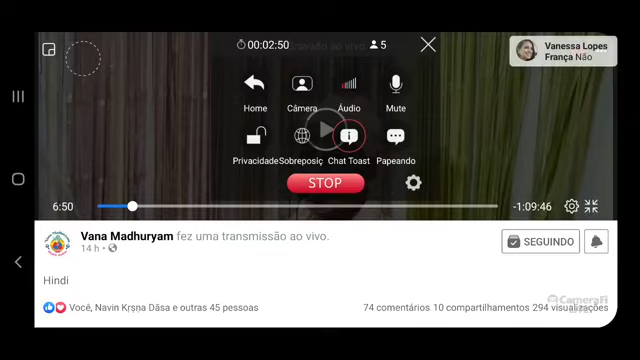 00:02:50
5
Vanessa Lopes
França Não
Home Câmera Áudio Mute
Privacidade Sobreposiç Chat Toast Papeando
STOP
6:50
-1:09:46
Vana Madhuryam fez uma transmissão ao vivo.
14 h
SEGUINDO
Hindi
Você, Navin Kṛṣṇa Dāsa e outras 45 pessoas
74 comentários 10 compartilhamentos 294 visualizações
CameraFi